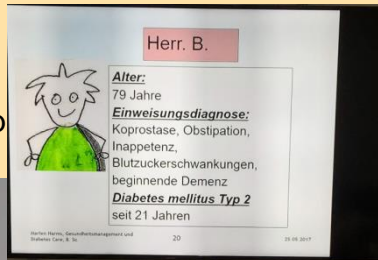 Herr. B.
Alter:
79 Jahre
Einweisungsdiagnose:
Koprostase, Obstipation,
Inappetenz,
Blutzuckerschwankungen,
beginnende Demenz
Diabetes mellitus Typ 2
seit 21 Jahren
Diabetes Care, B. Sc.
20